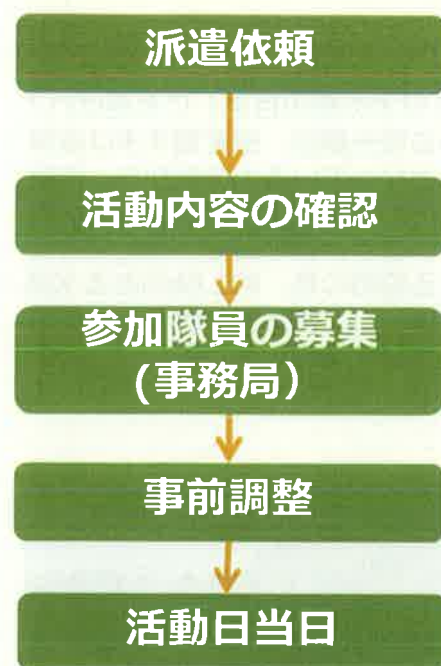 派遣依頼
活動内容の確認
参加隊員の募集
(事務局）
事前調整
活動日当日